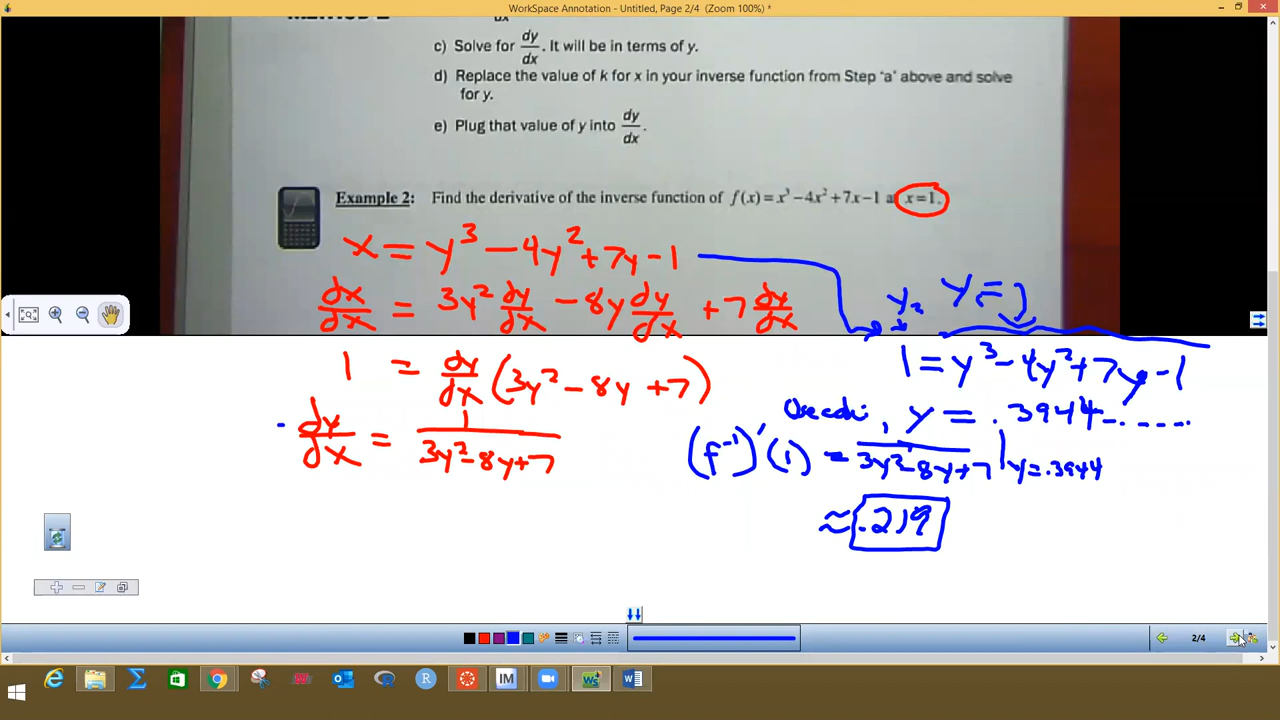 WorkSpace Annotation - Untitled, Page 2/4 (Zoom 100%) *
dx
c) Solve for dy/dx. It will be in terms of y.
d) Replace the value of k for x in your inverse function from Step 'a' above and solve
for y.
e) Plug that value of y into dy/dx.
Example 2: Find the derivative of the inverse function of f(x) = x³ − 4x² + 7x − 1 a x = 1.
x = y³ − 4y² + 7y − 1
dx/dx = 3y² dy/dx − 8y dy/dx + 7 dy/dx
1 = dy/dx (3y² − 8y + 7)
dy/dx = 1/(3y² − 8y + 7)
y =
y₂
1 = y³ − 4y² + 7y − 1
, y = .3944......
(f⁻¹)'(1) = 3y² − 8y + 7 | y = .3944
≈ .219
2/4
IM
R
W